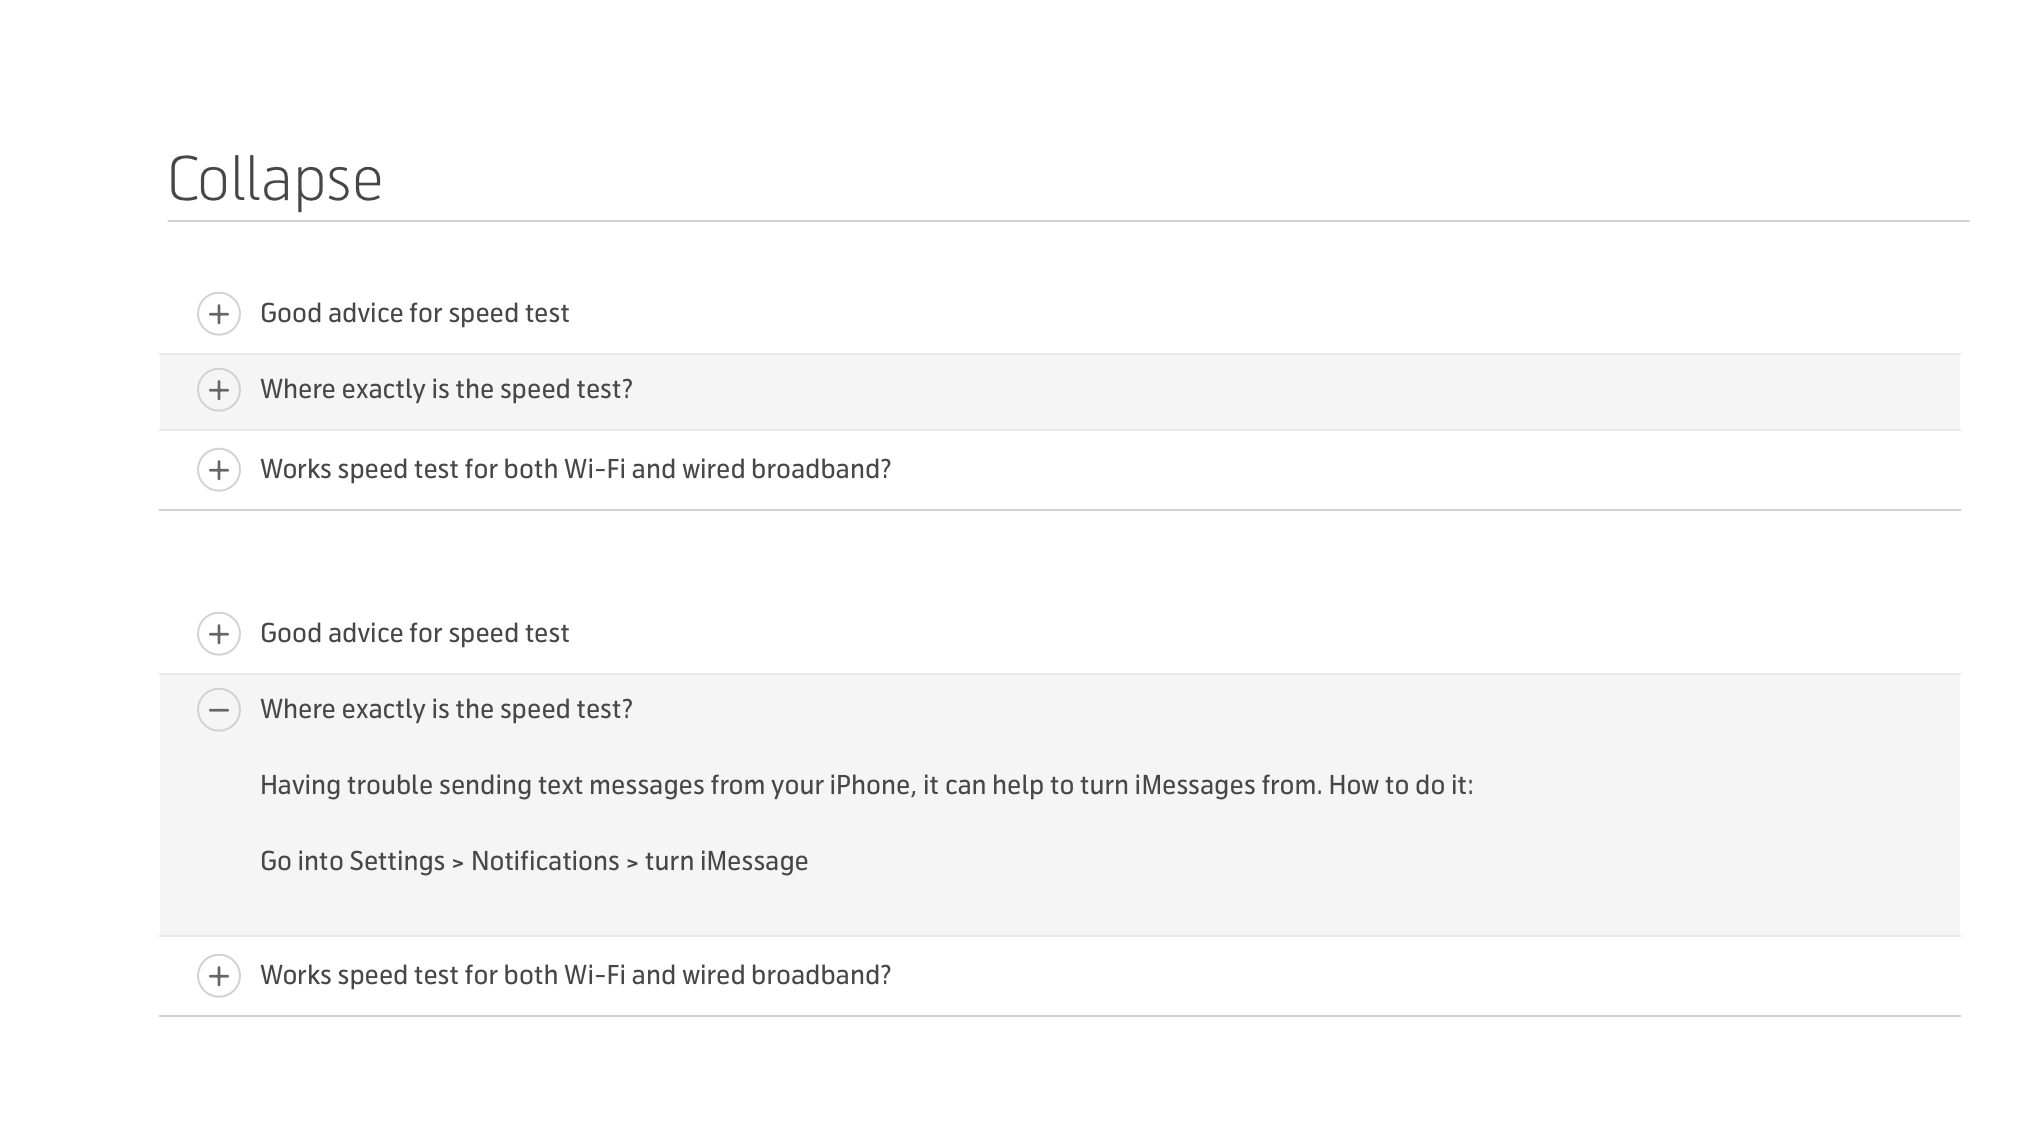 Collapse
Good advice for speed test
Where exactly is the speed test?
Works speed test for both Wi-Fi and wired broadband?
Good advice for speed test
Where exactly is the speed test?
Having trouble sending text messages from your iPhone, it can help to turn iMessages from. How to do it:
Go into Settings > Notifications > turn iMessage
Works speed test for both Wi-Fi and wired broadband?